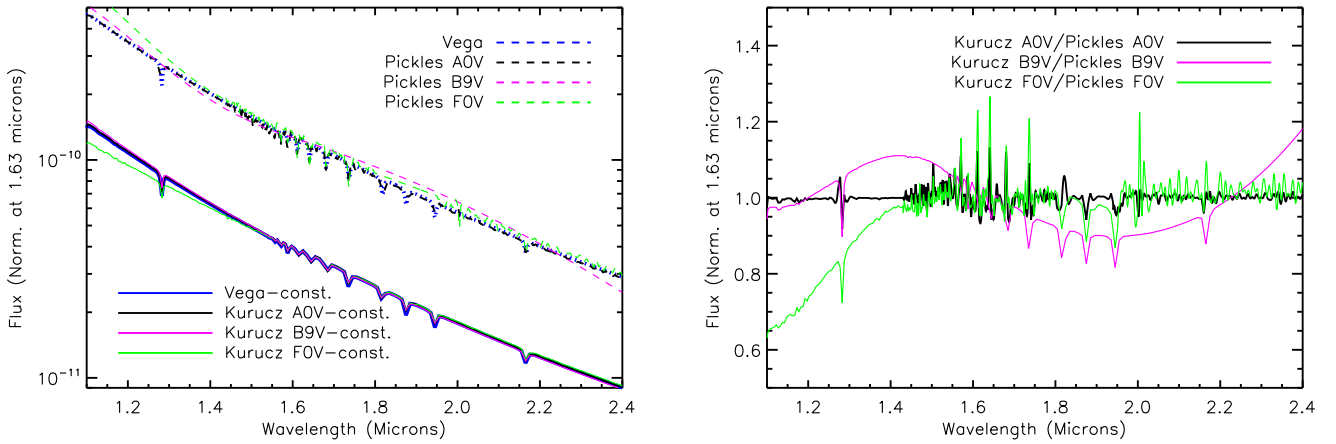 Flux (Norm. at 1.63 microns)
10^-10
10^-11
Vega
Pickles A0V
Pickles B9V
Pickles F0V
Vega-const.
Kurucz A0V-const.
Kurucz B9V-const.
Kurucz F0V-const.
1.2 1.4 1.6 1.8 2.0 2.2 2.4
Wavelength (Microns)
Flux (Norm. at 1.63 microns)
1.4
1.2
1.0
0.8
0.6
Kurucz A0V/Pickles A0V
Kurucz B9V/Pickles B9V
Kurucz F0V/Pickles F0V
1.2 1.4 1.6 1.8 2.0 2.2 2.4
Wavelength (Microns)